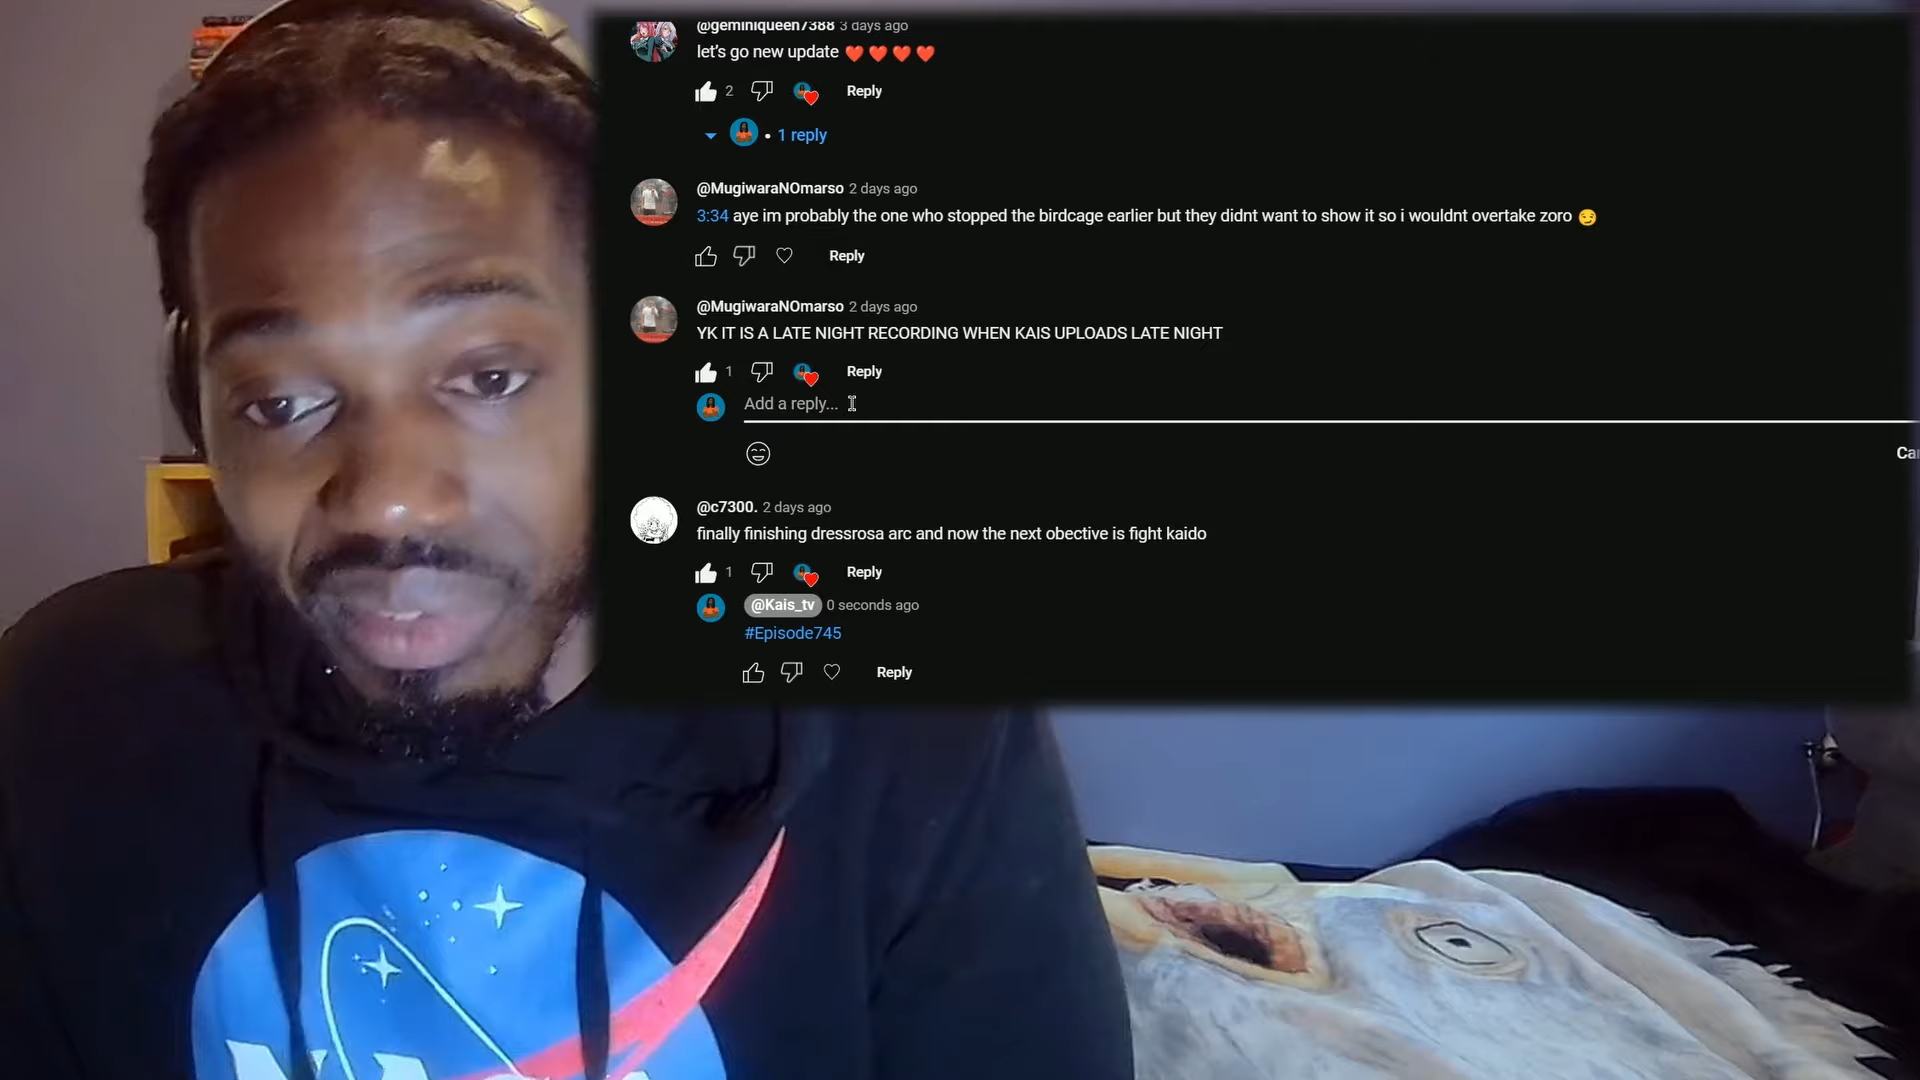 @geminiqueen7388 3 days ago
let's go new update ❤️ ❤️ ❤️ ❤️
2 Reply
• 1 reply
@MugiwaraNOmarso 2 days ago
3:34 aye im probably the one who stopped the birdcage earlier but they didnt want to show it so i wouldnt overtake zoro 😏
Reply
@MugiwaraNOmarso 2 days ago
YK IT IS A LATE NIGHT RECORDING WHEN KAIS UPLOADS LATE NIGHT
1 Reply
Add a reply...
@c7300. 2 days ago
finally finishing dressrosa arc and now the next obective is fight kaido
1 Reply
@Kais_tv 0 seconds ago
#Episode745
Reply